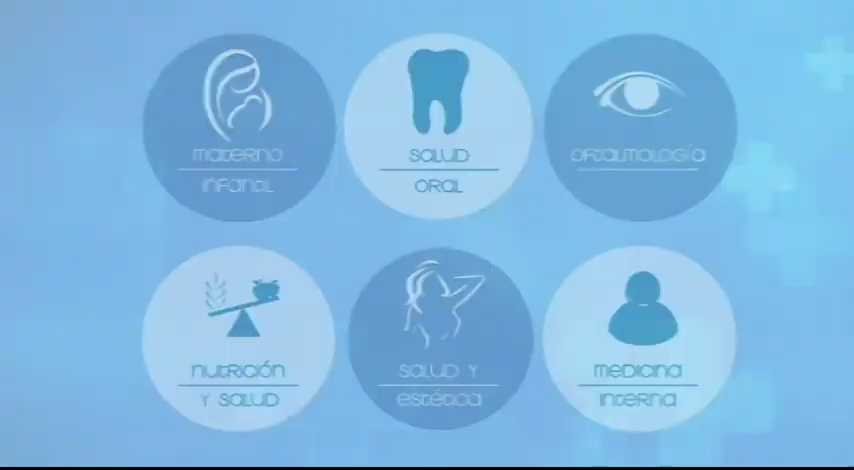 materno
infantil
salud
oral
oftalmología
nutrición
y salud
salud y
estética
medicina
interna